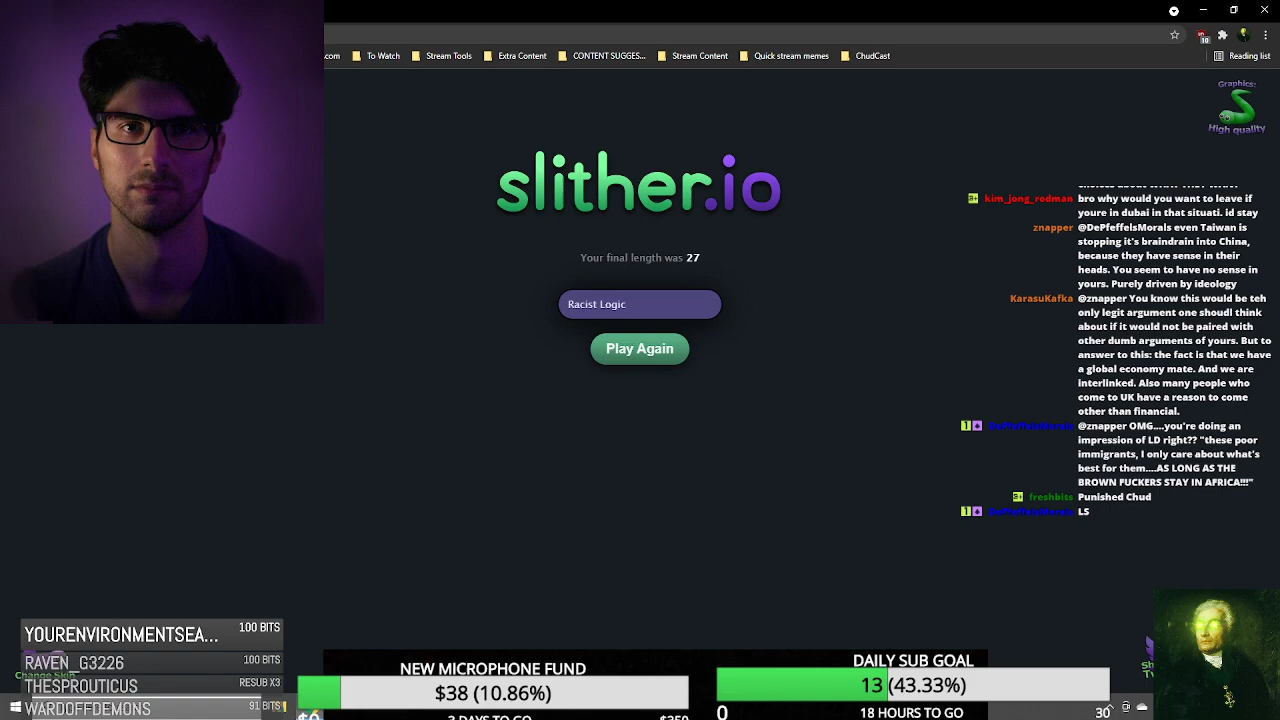 .com To Watch Stream Tools Extra Content CONTENT SUGGES... Stream Content Quick stream memes ChudCast Reading list
10
Graphics:
High quality
slither.io
Your final length was 27
Racist Logic
Play Again
kim_jong_rodman bro why would you want to leave if
youre in dubai in that situati. id stay
znapper @DePfeffelsMorals even Taiwan is
stopping it's braindrain into China,
because they have sense in their
heads. You seem to have no sense in
yours. Purely driven by ideology
KarasuKafka @znapper You know this would be teh
only legit argument one shoudl think
about if it would not be paired with
other dumb arguments of yours. But to
answer to this: the fact is that we have
a global economy mate. And we are
interlinked. Also many people who
come to UK have a reason to come
other than financial.
@znapper OMG....you're doing an
impression of LD right?? "these poor
immigrants, I only care about what's
best for them....AS LONG AS THE
BROWN FUCKERS STAY IN AFRICA!!!"
freshbits Punished Chud
LS
YOURENVIRONMENTSEA... 100 BITS
RAVEN_G3226 100 BITS
Change Skin
THESPROUTICUS RESUB X3
WARDOFFDEMONS 91 BITS
NEW MICROPHONE FUND
$38 (10.86%)
$0 3 DAYS TO GO $350
DAILY SUB GOAL
13 (43.33%)
0 18 HOURS TO GO 30